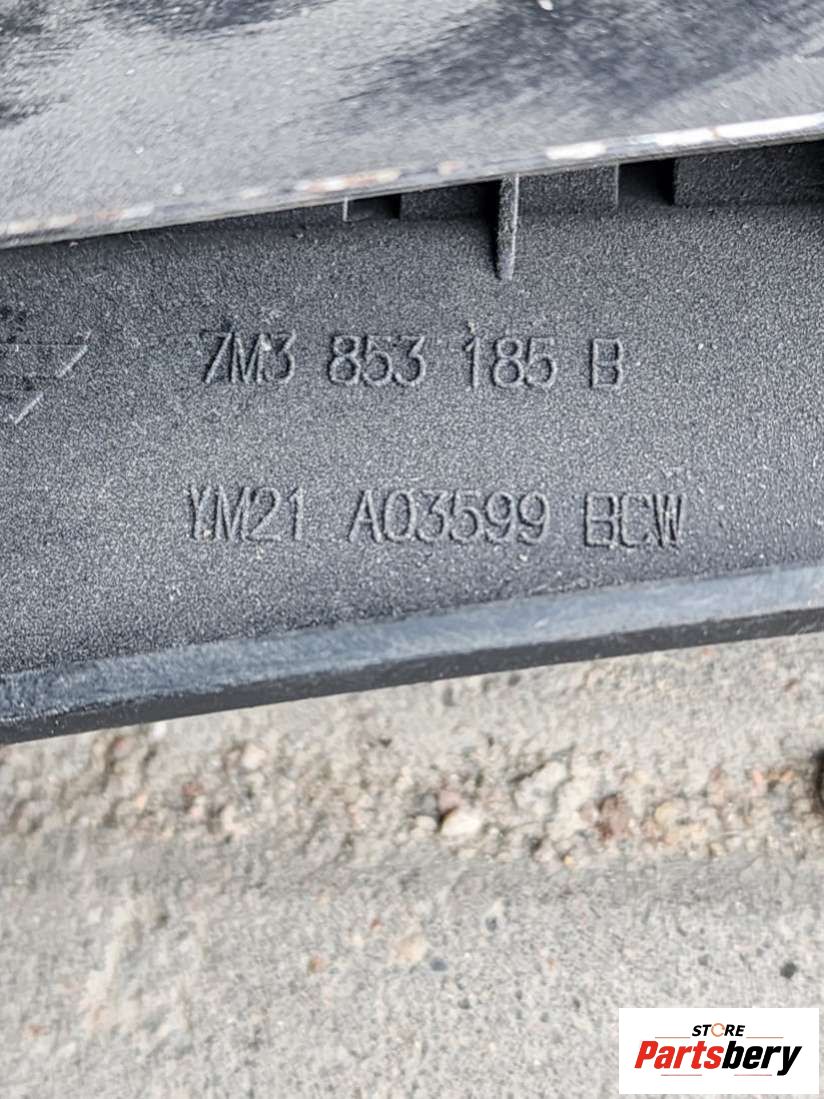 7M3 853 185 B
YM21 A03599 BCW
STORE
Partsbery